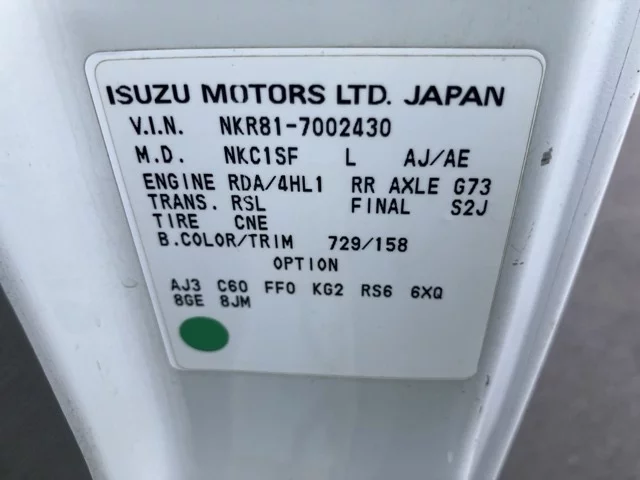 ISUZU MOTORS LTD. JAPAN
V.I.N. NKR81-7002430
M.D. NKC1SF L AJ/AE
ENGINE RDA/4HL1 RR AXLE G73
TRANS. RSL FINAL S2J
TIRE CNE
B.COLOR/TRIM 729/158
OPTION
AJ3 C60 FF0 KG2 RS6 6XQ
8GE 8JM